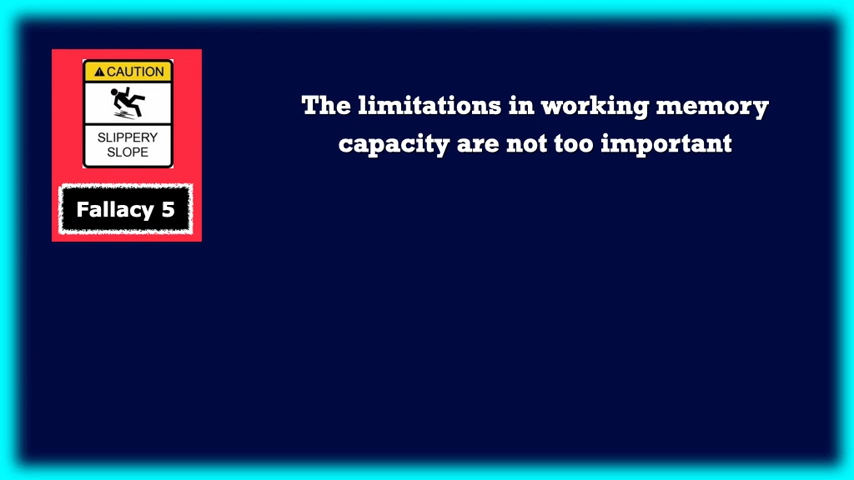 CAUTION
SLIPPERY
SLOPE
Fallacy 5
The limitations in working memory
capacity are not too important